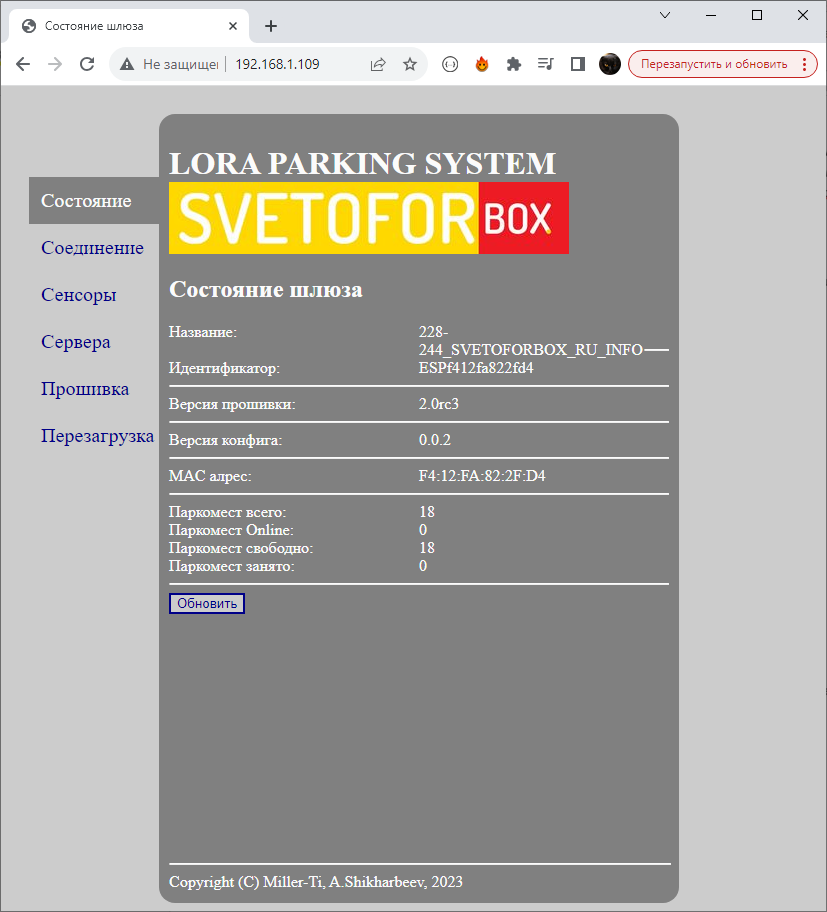 Состояние шлюза
Не защищен
192.168.1.109
Перезапустить и обновить
LORA PARKING SYSTEM
SVETOFOR BOX
Состояние
Соединение
Сенсоры
Сервера
Прошивка
Перезагрузка
Состояние шлюза
Название: 228-
244_SVETOFORBOX_RU_INFO
Идентификатор: ESPf412fa822fd4
Версия прошивки: 2.0rc3
Версия конфига: 0.0.2
MAC алрес: F4:12:FA:82:2F:D4
Паркомест всего: 18
Паркомест Online: 0
Паркомест свободно: 18
Паркомест занято: 0
Обновить
Copyright (C) Miller-Ti, A.Shikharbeev, 2023